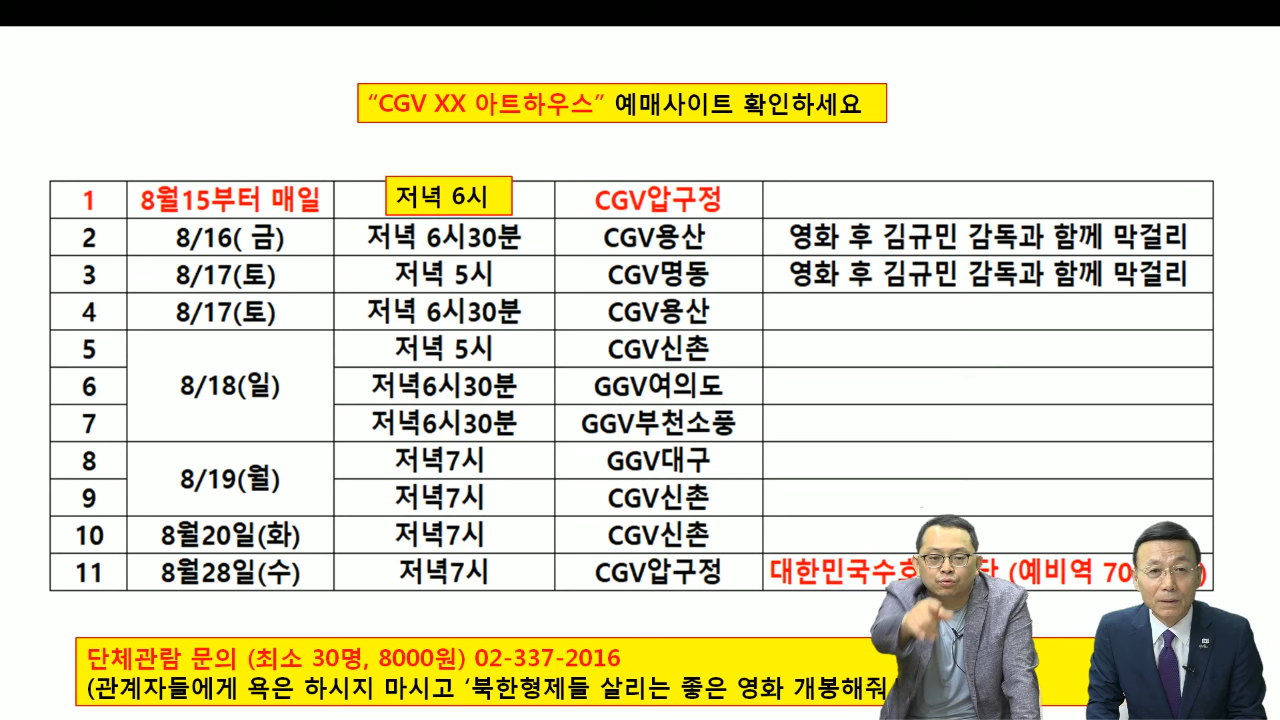 “CGV XX 아트하우스” 예매사이트 확인하세요
1 8월15부터 매일 저녁 6시 CGV압구정
2 8/16( 금) 저녁 6시30분 CGV용산 영화 후 김규민 감독과 함께 막걸리
3 8/17(토) 저녁 5시 CGV명동 영화 후 김규민 감독과 함께 막걸리
4 8/17(토) 저녁 6시30분 CGV용산
5 8/18(일) 저녁 5시 CGV신촌
6 저녁6시30분 GGV여의도
7 저녁6시30분 GGV부천소풍
8 8/19(월) 저녁7시 GGV대구
9 저녁7시 CGV신촌
10 8월20일(화) 저녁7시 CGV신촌
11 8월28일(수) 저녁7시 CGV압구정 (예비역 70
단체관람 문의 (최소 30명, 8000원) 02-337-2016
(관계자들에게 욕은 하시지 마시고 ‘북한형제들 살리는 좋은 영화 개봉해줘